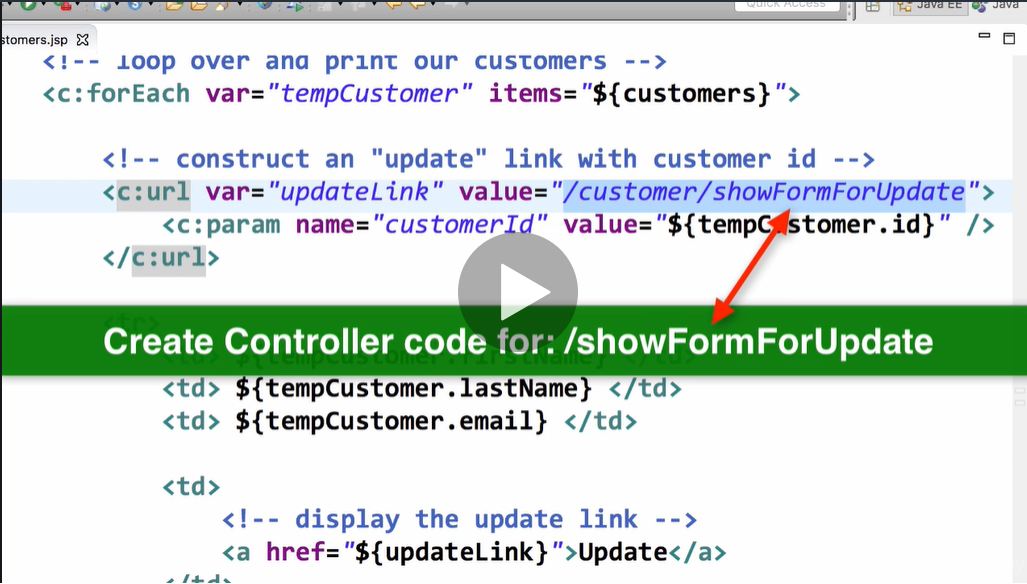 Quick Access
Java EE
Java
stomers.jsp
<!-- loop over and print our customers -->
<c:forEach var="tempCustomer" items="${customers}">
<!-- construct an "update" link with customer id -->
<c:url var="updateLink" value="/customer/showFormForUpdate">
<c:param name="customerId" value="${tempCustomer.id}" />
</c:url>
<tr>
Create Controller code for: /showFormForUpdate
<td> ${tempCustomer.firstName} </td>
<td> ${tempCustomer.lastName} </td>
<td> ${tempCustomer.email} </td>
<td>
<!-- display the update link -->
<a href="${updateLink}">Update</a>
</td>